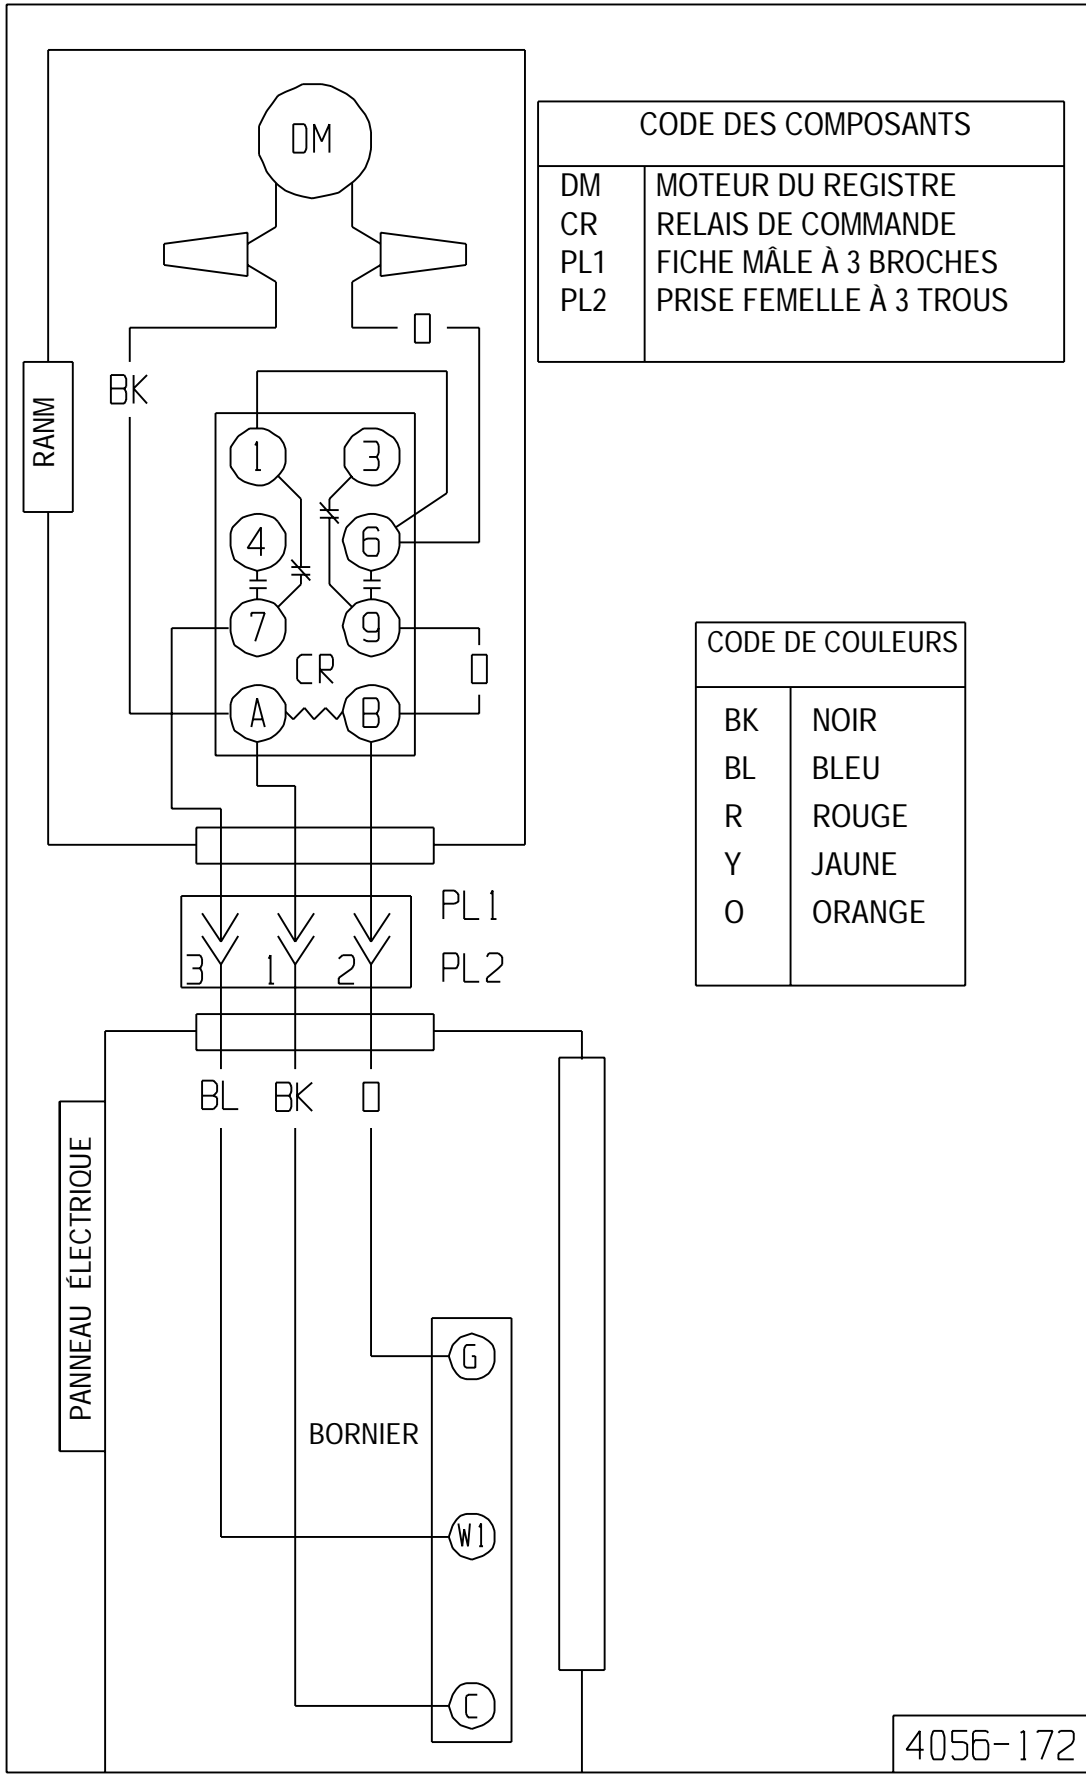 DM
CODE DES COMPOSANTS
DM MOTEUR DU REGISTRE
CR RELAIS DE COMMANDE
PL1 FICHE MÂLE À 3 BROCHES
PL2 PRISE FEMELLE À 3 TROUS
O
BK
RANM
1 3
4 6
7 9
CR
O
A B
CODE DE COULEURS
BK NOIR
BL BLEU
R ROUGE
Y JAUNE
O ORANGE
PL1
3 1 2 PL2
BL BK O
PANNEAU ÉLECTRIQUE
G
BORNIER
W1
C
4056-172